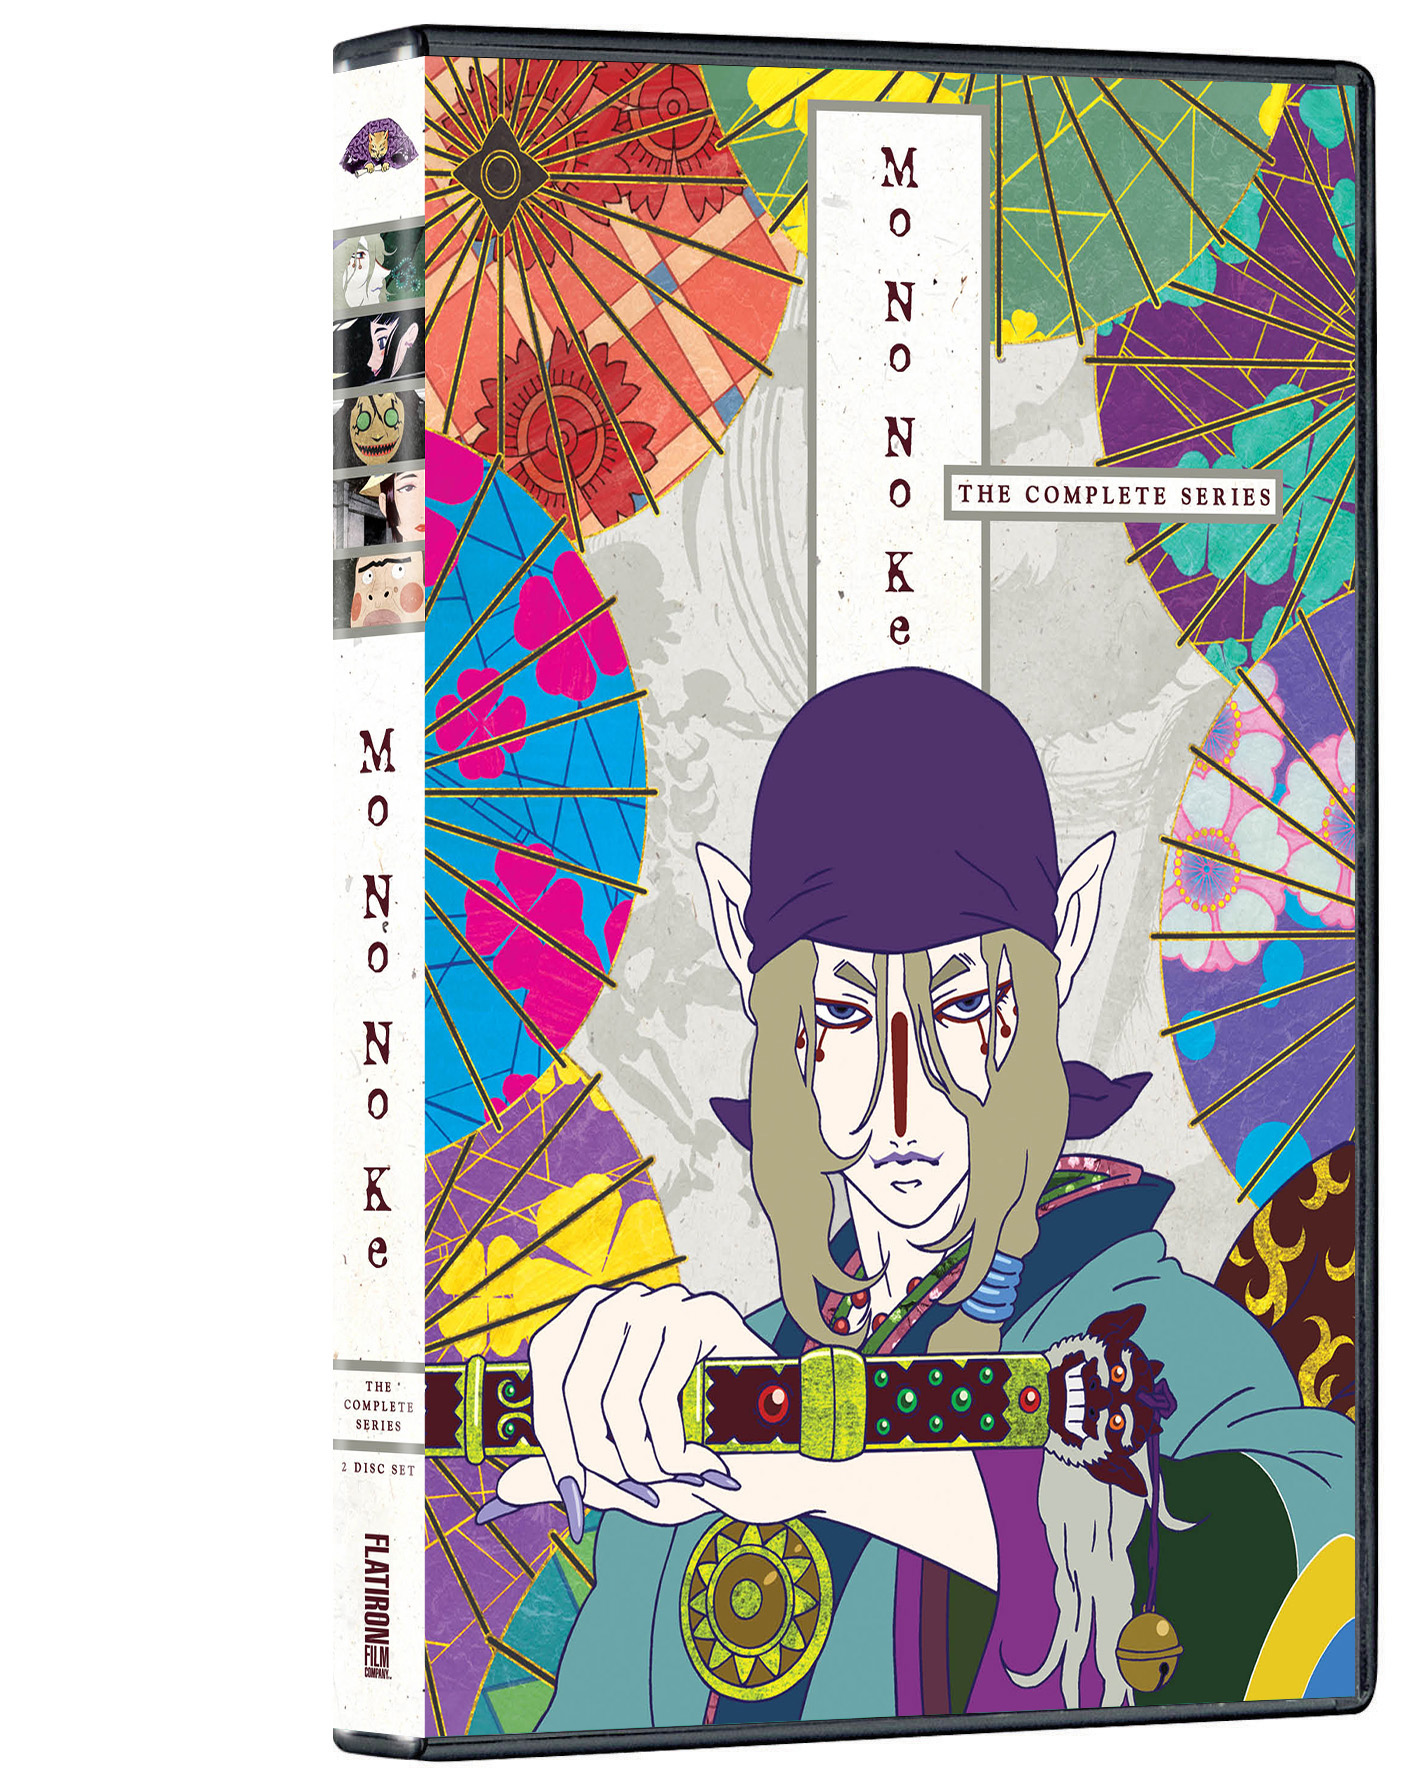 Mo No No Ke
THE COMPLETE SERIES
Mo No No Ke
THE
COMPLETE
SERIES
2 DISC SET
FLATIRON
FILM
COMPANY